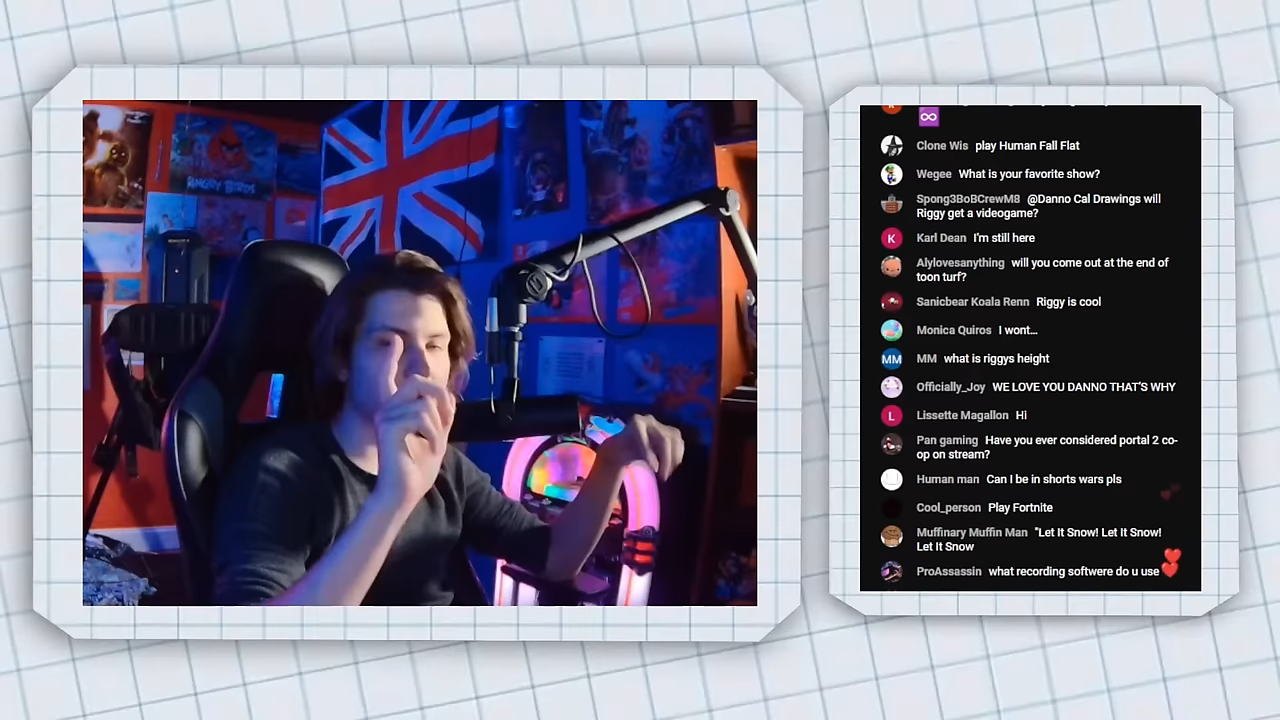 ANGRY BIRDS
Clone Wis play Human Fall Flat
Wegee What is your favorite show?
Spong3BoBCrewM8 @Danno Cal Drawings will
Riggy get a videogame?
Karl Dean I'm still here
Alylovesanything will you come out at the end of
toon turf?
Sanicbear Koala Renn Riggy is cool
Monica Quiros I wont...
MM what is riggys height
MM
Officially_Joy WE LOVE YOU DANNO THAT'S WHY
Lissette Magallon Hi
Pan gaming Have you ever considered portal 2 co-
op on stream?
Human man Can I be in shorts wars pls
Cool_person Play Fortnite
Muffinary Muffin Man "Let It Snow! Let It Snow!
Let It Snow
ProAssassin what recording softwere do u use
K
L